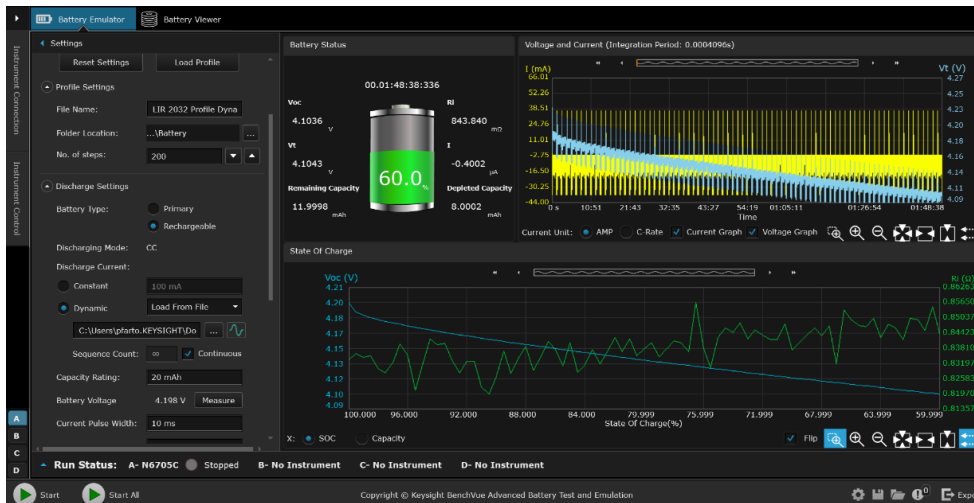 Battery Emulator Battery Viewer
Instrument Connection
Instrument Control
Settings
Reset Settings Load Profile
Profile Settings
File Name: LIR 2032 Profile Dyna
Folder Location: ...\Battery ...
No. of steps: 200
Discharge Settings
Battery Type: Primary
Rechargeable
Discharging Mode: CC
Discharge Current:
Constant 100 mA
Dynamic Load From File
C:\Users\pfarto.KEYSIGHT\Do ...
Sequence Count: ∞ Continuous
Capacity Rating: 20 mAh
Battery Voltage 4.198 V Measure
Current Pulse Width: 10 ms
A
B
C
D
Battery Status
00.01:48:38:336
Voc Ri
4.1036 V 843.840 mΩ
Vt I
4.1043 V -0.4002 µA
60.0 %
Remaining Capacity Depleted Capacity
11.9998 mAh 8.0002 mAh
Voltage and Current (Integration Period: 0.0004096s)
I (mA) Vt (V)
66.01 4.27
52.26 4.25
38.51 4.23
24.76 4.20
11.01 4.18
-2.75 4.16
-16.50 4.14
-30.25 4.11
-44.00 4.09
0 s 10:51 21:43 32:35 43:27 54:19 01:05:11 01:26:54 01:48:38
Time
Current Unit: AMP C-Rate Current Graph Voltage Graph
State Of Charge
Voc (V) Ri (Ω)
4.21 0.86263
4.20 0.85650
4.18 0.85037
4.17 0.84423
4.15 0.83810
4.13 0.83197
4.12 0.82583
4.10 0.81970
4.09 0.81357
100.000 96.000 92.000 88.000 84.000 79.999 75.999 71.999 67.999 63.999 59.999
State Of Charge(%)
X: SOC Capacity Flip
Run Status: A- N6705C Stopped B- No Instrument C- No Instrument D- No Instrument
Start Start All Copyright © Keysight BenchVue Advanced Battery Test and Emulation 0 Expo